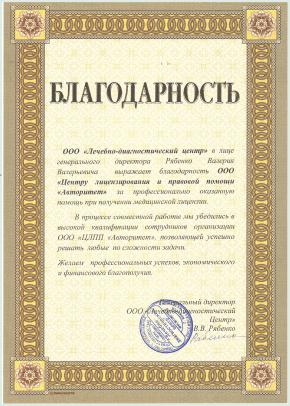 БЛАГОДАРНОСТЬ
ООО «Лечебно-диагностический центр» в лице
генерального директора Рябенко Валерия
Валерьевича выражает благодарность ООО
«Центру лицензирования и правовой помощи
«Авторитет» за профессионально оказанную
помощь при получении медицинской лицензии.
В процессе совместной работы мы убедились в
высокой квалификации сотрудников организации
ООО «ЦЛПП «Авторитет», позволяющей успешно
решать любые по сложности задачи.
Желаем профессиональных успехов, экономического
и финансового благополучия.
Генеральный директор
ООО «Лечебно-диагностический
Центр»
В.В. Рябенко